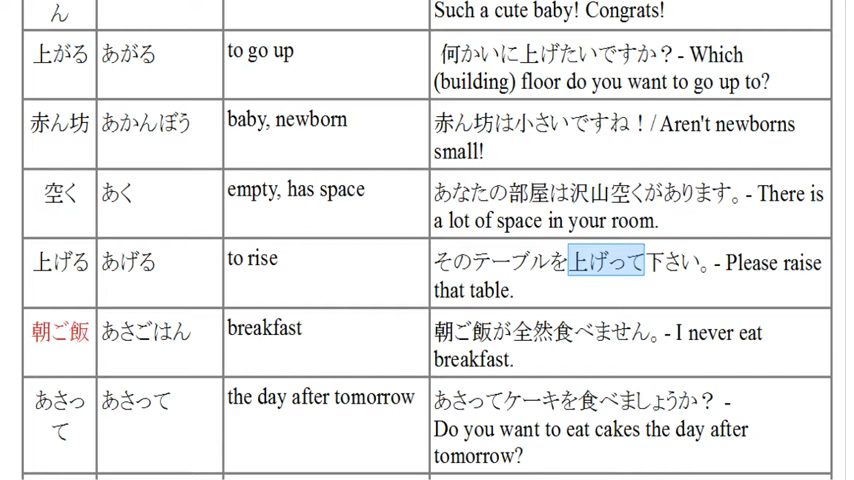 ん
Such a cute baby! Congrats!
上がる
あがる
to go up
何かいに上げたいですか？- Which
(building) floor do you want to go up to?
赤ん坊
あかんぼう
baby, newborn
赤ん坊は小さいですね！/ Aren't newborns
small!
空く
あく
empty, has space
あなたの部屋は沢山空くがあります。- There is
a lot of space in your room.
上げる
あげる
to rise
そのテーブルを上げって下さい。- Please raise
that table.
朝ご飯
あさごはん
breakfast
朝ご飯が全然食べません。- I never eat
breakfast.
あさっ
て
あさって
the day after tomorrow
あさってケーキを食べましょうか？ -
Do you want to eat cakes the day after
tomorrow?